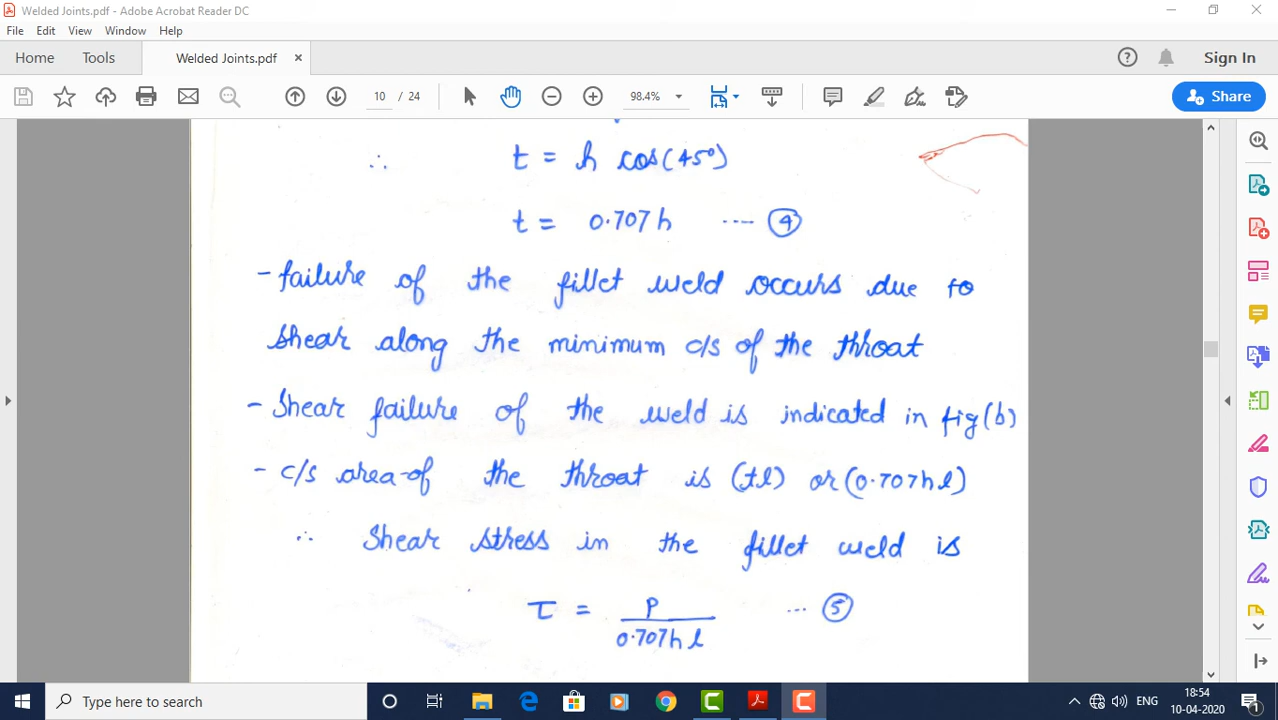 Welded Joints.pdf - Adobe Acrobat Reader DC
File Edit View Window Help
Home Tools Welded Joints.pdf × ? Sign In
10 / 24 98.4% Share
∴ t = h cos(45°)
t = 0.707h ---- ④
- failure of the fillet weld occurs due to
shear along the minimum c/s of the throat
- Shear failure of the weld is indicated in fig(b)
- c/s area of the throat is (tl) or (0.707hl)
∴ Shear stress in the fillet weld is
τ = P / 0.707hl ... ⑤
Type here to search
ENG 18:54
10-04-2020 1